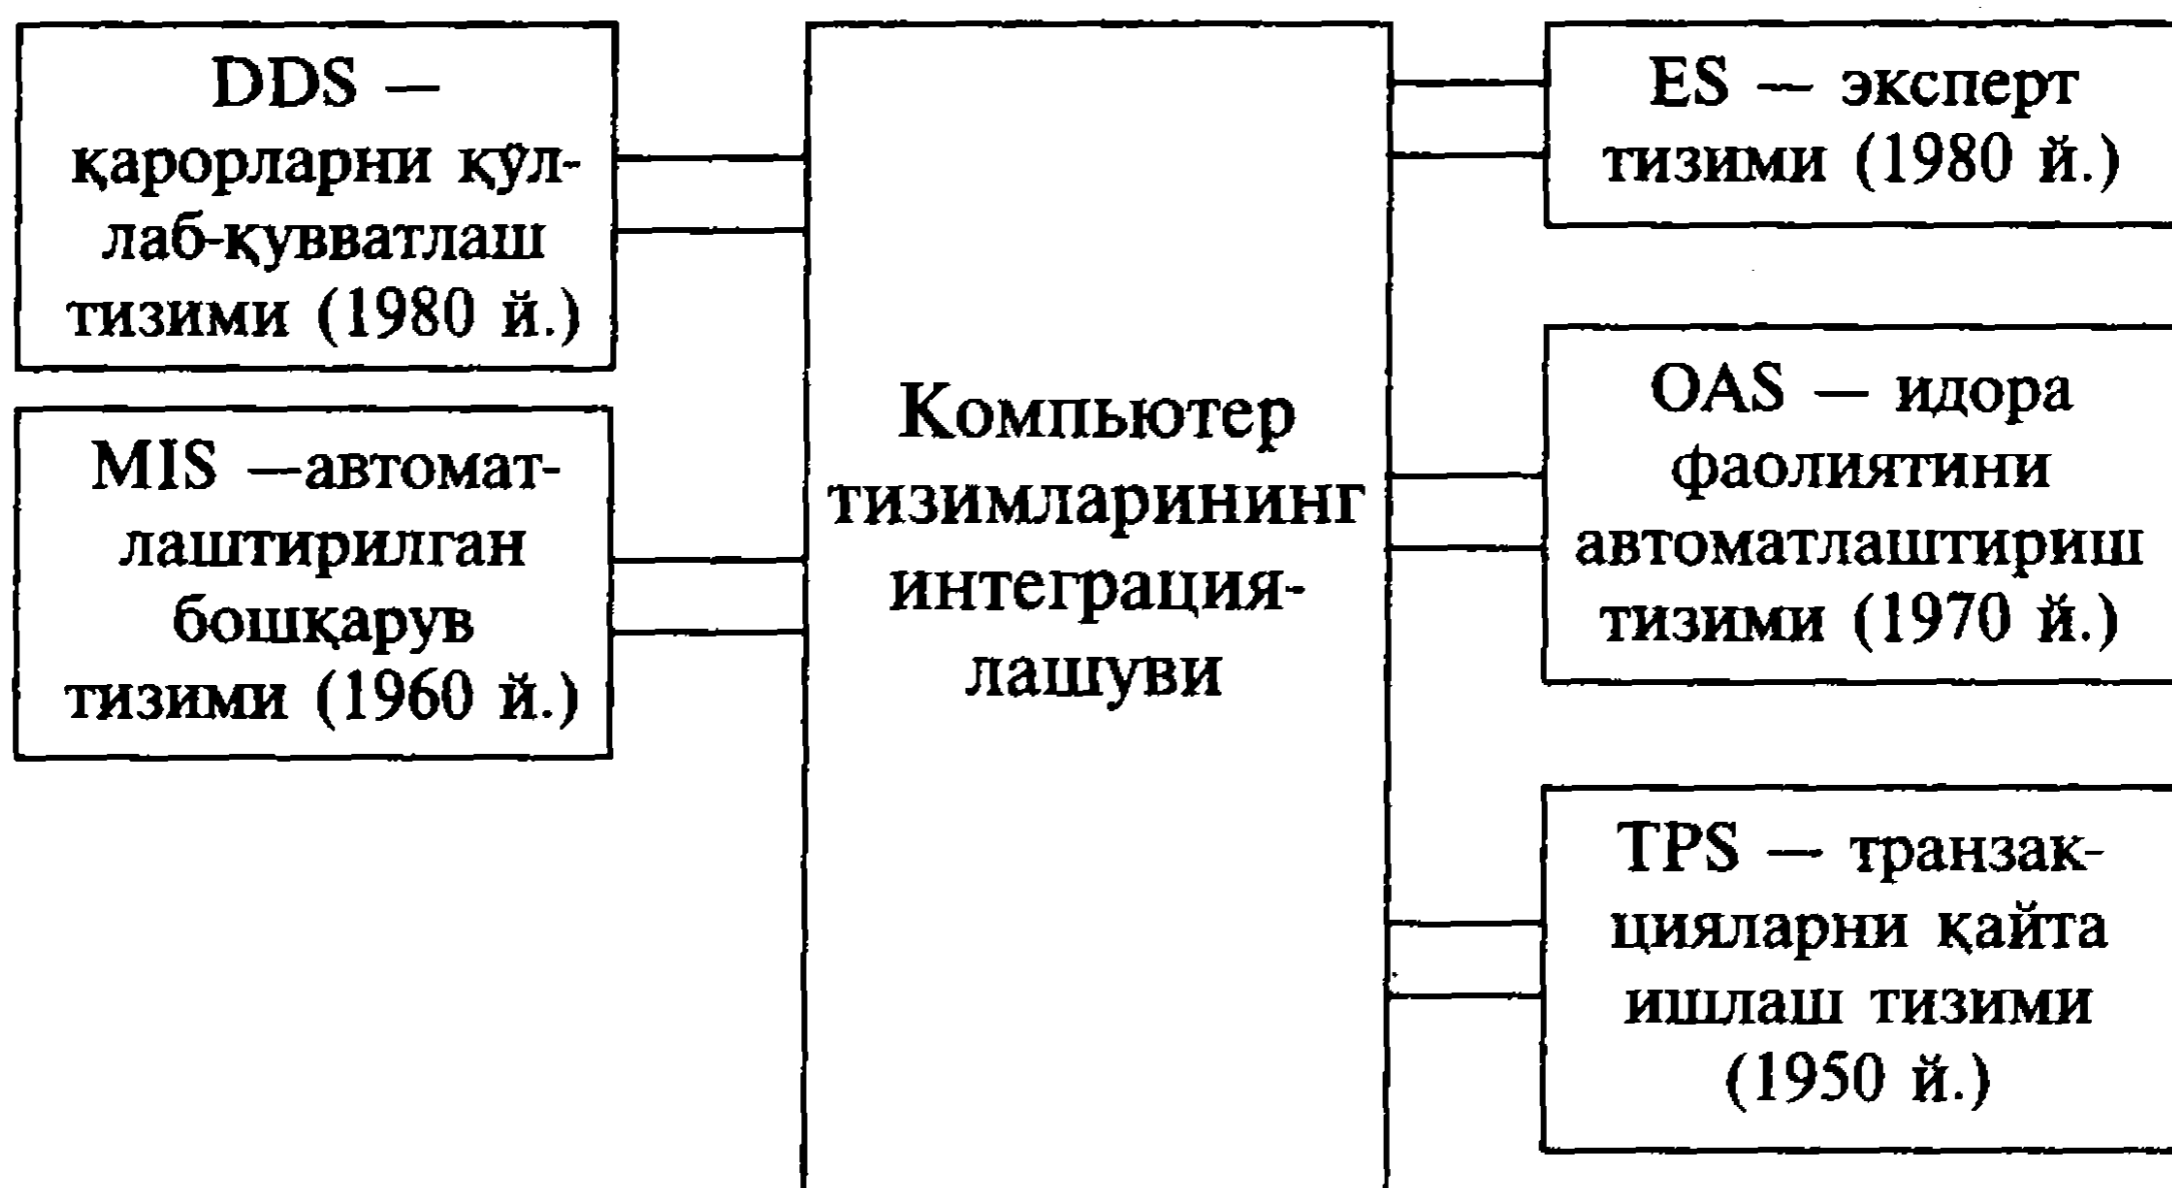 DDS —
қарорларни қўл-
лаб-қувватлаш
тизими (1980 й.)
MIS —автомат-
лаштирилган
бошқарув
тизими (1960 й.)
Компьютер
тизимларининг
интеграция-
лашуви
ES — эксперт
тизими (1980 й.)
OAS — идора
фаолиятини
автоматлаштириш
тизими (1970 й.)
TPS — транзак-
цияларни қайта
ишлаш тизими
(1950 й.)